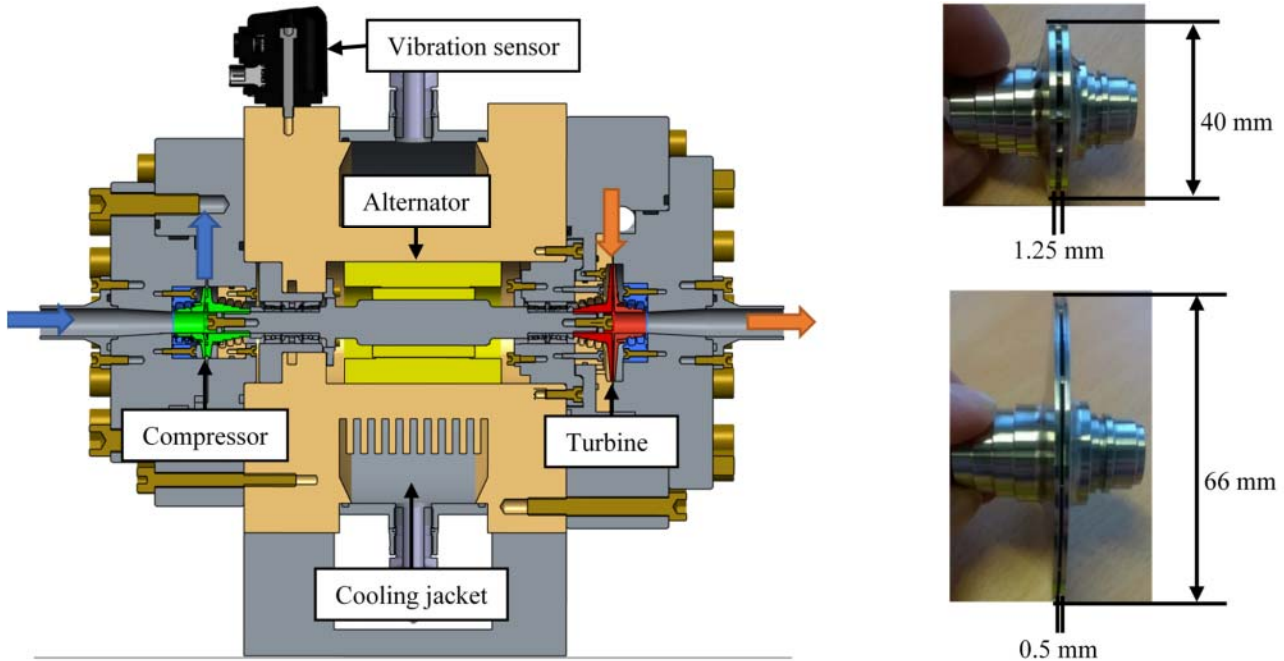 Vibration sensor
Alternator
Compressor
Turbine
Cooling jacket
40 mm
1.25 mm
66 mm
0.5 mm